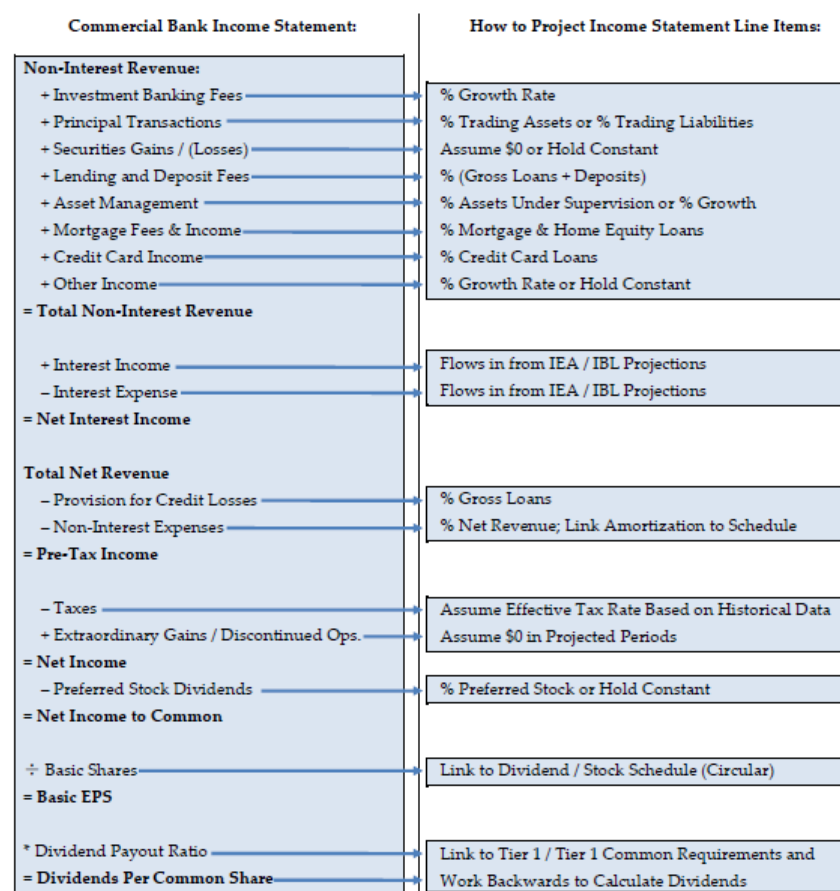 Commercial Bank Income Statement: How to Project Income Statement Line Items:
Non-Interest Revenue:
+ Investment Banking Fees % Growth Rate
+ Principal Transactions % Trading Assets or % Trading Liabilities
+ Securities Gains / (Losses) Assume $0 or Hold Constant
+ Lending and Deposit Fees % (Gross Loans + Deposits)
+ Asset Management % Assets Under Supervision or % Growth
+ Mortgage Fees & Income % Mortgage & Home Equity Loans
+ Credit Card Income % Credit Card Loans
+ Other Income % Growth Rate or Hold Constant
= Total Non-Interest Revenue
+ Interest Income Flows in from IEA / IBL Projections
– Interest Expense Flows in from IEA / IBL Projections
= Net Interest Income
Total Net Revenue
– Provision for Credit Losses % Gross Loans
– Non-Interest Expenses % Net Revenue; Link Amortization to Schedule
= Pre-Tax Income
– Taxes Assume Effective Tax Rate Based on Historical Data
+ Extraordinary Gains / Discontinued Ops. Assume $0 in Projected Periods
= Net Income
– Preferred Stock Dividends % Preferred Stock or Hold Constant
= Net Income to Common
÷ Basic Shares Link to Dividend / Stock Schedule (Circular)
= Basic EPS
* Dividend Payout Ratio Link to Tier 1 / Tier 1 Common Requirements and
= Dividends Per Common Share Work Backwards to Calculate Dividends